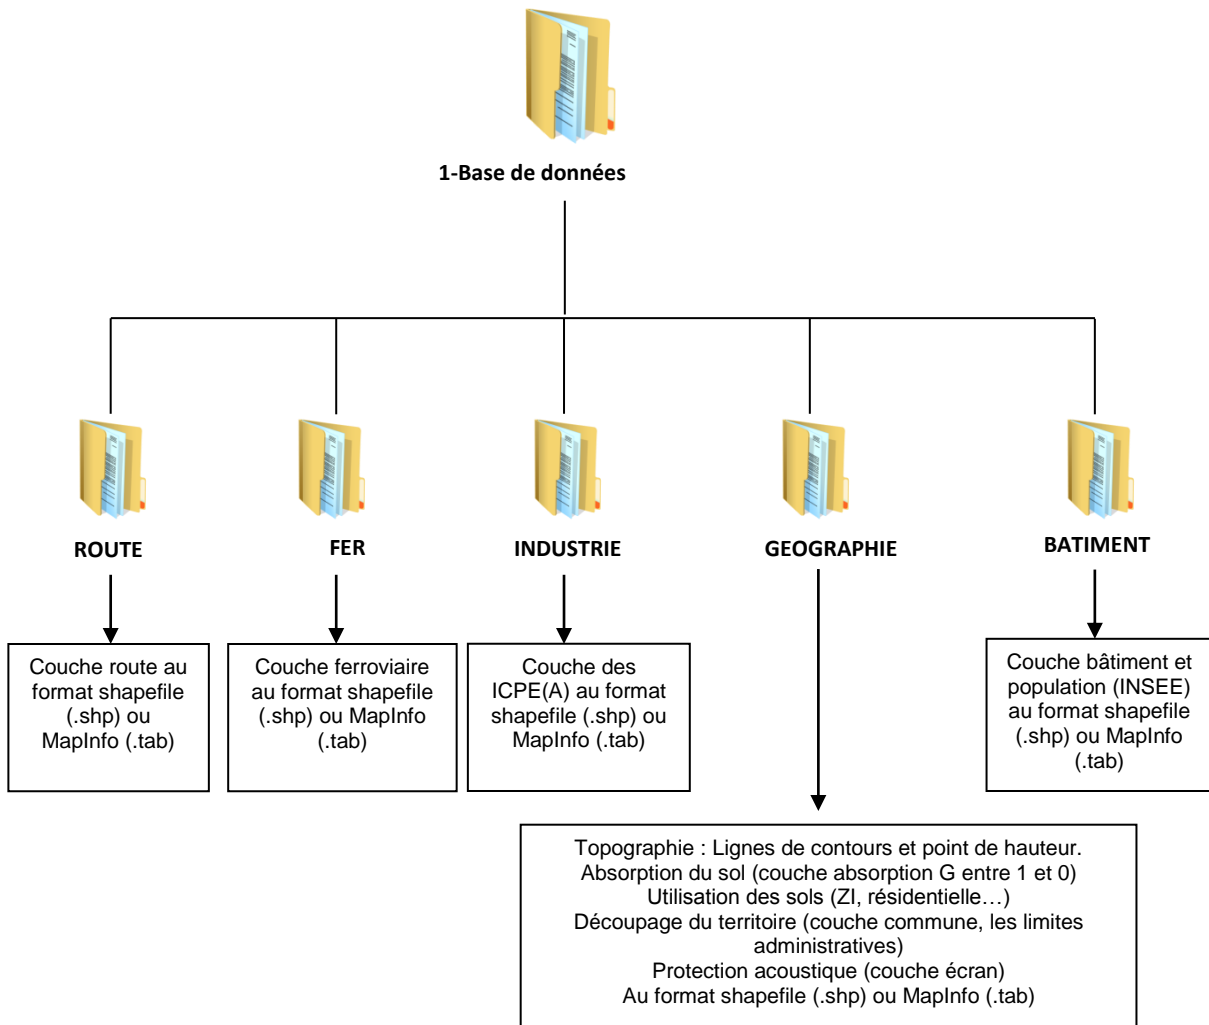 1-Base de données
ROUTE
FER
INDUSTRIE
GEOGRAPHIE
BATIMENT
Couche route au
format shapefile
(.shp) ou
MapInfo (.tab)
Couche ferroviaire
au format shapefile
(.shp) ou MapInfo
(.tab)
Couche des
ICPE(A) au format
shapefile (.shp) ou
MapInfo (.tab)
Couche bâtiment et
population (INSEE)
au format shapefile
(.shp) ou MapInfo
(.tab)
Topographie : Lignes de contours et point de hauteur.
Absorption du sol (couche absorption G entre 1 et 0)
Utilisation des sols (ZI, résidentielle…)
Découpage du territoire (couche commune, les limites
administratives)
Protection acoustique (couche écran)
Au format shapefile (.shp) ou MapInfo (.tab)